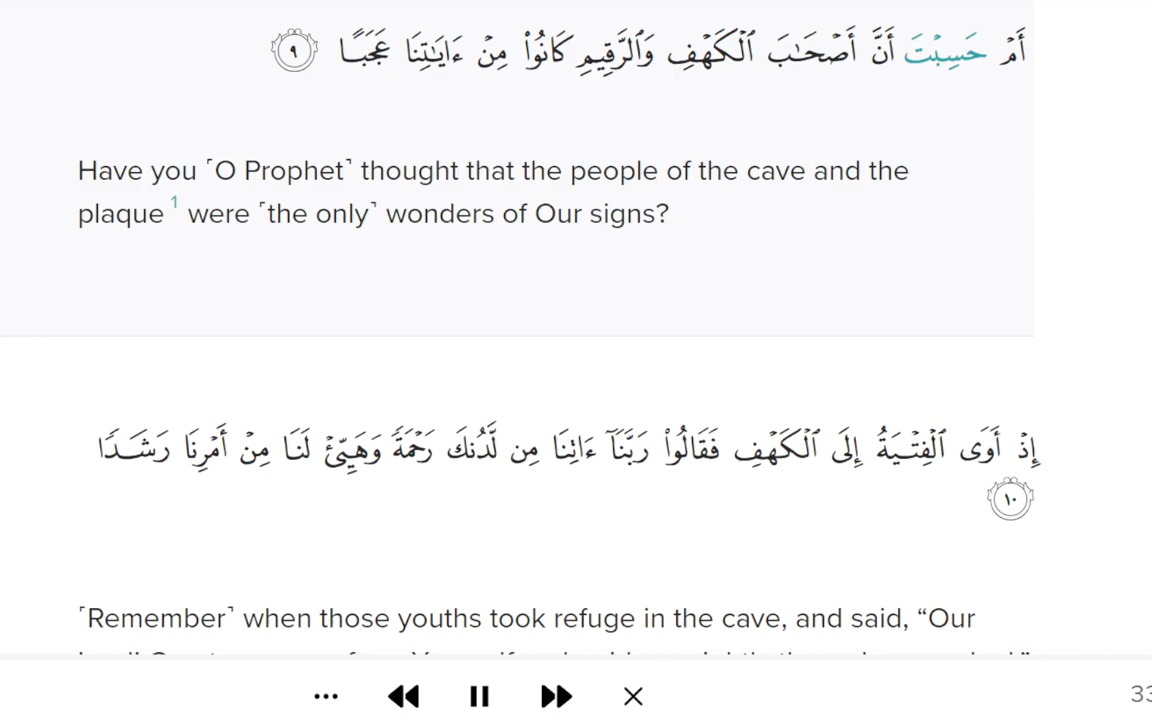 أَمْ حَسِبْتَ أَنَّ أَصْحَـٰبَ ٱلْكَهْفِ وَٱلرَّقِيمِ كَانُوا۟ مِنْ ءَايَـٰتِنَا عَجَبًا ٩
Have you ˹O Prophet˺ thought that the people of the cave and the
plaque 1 were ˹the only˺ wonders of Our signs?
إِذْ أَوَى ٱلْفِتْيَةُ إِلَى ٱلْكَهْفِ فَقَالُوا۟ رَبَّنَآ ءَاتِنَا مِن لَّدُنكَ رَحْمَةً وَهَيِّئْ لَنَا مِنْ أَمْرِنَا رَشَدًا
١٠
˹Remember˺ when those youths took refuge in the cave, and said, “Our